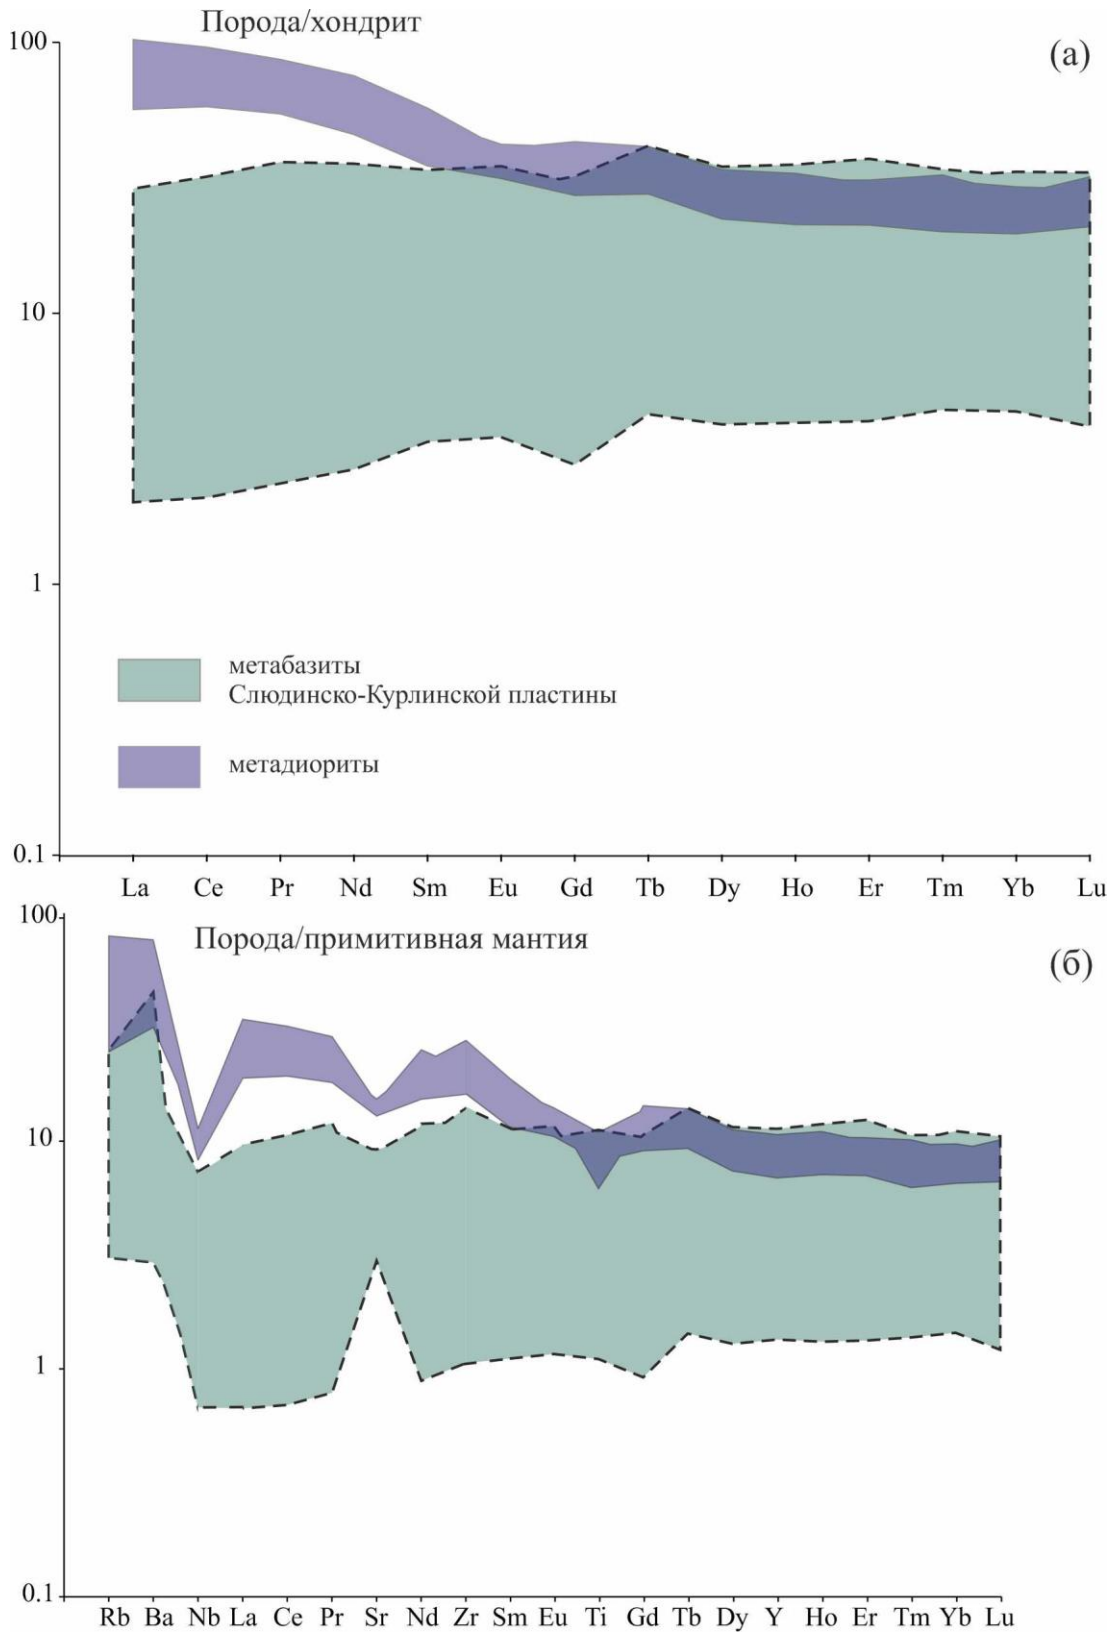 Порода/хондрит
(а)
100
10
1
0.1
метабазиты
Слюдинско-Курлинской пластины
метадиориты
La Ce Pr Nd Sm Eu Gd Tb Dy Ho Er Tm Yb Lu
Порода/примитивная мантия
(б)
100
10
1
0.1
Rb Ba Nb La Ce Pr Sr Nd Zr Sm Eu Ti Gd Tb Dy Y Ho Er Tm Yb Lu